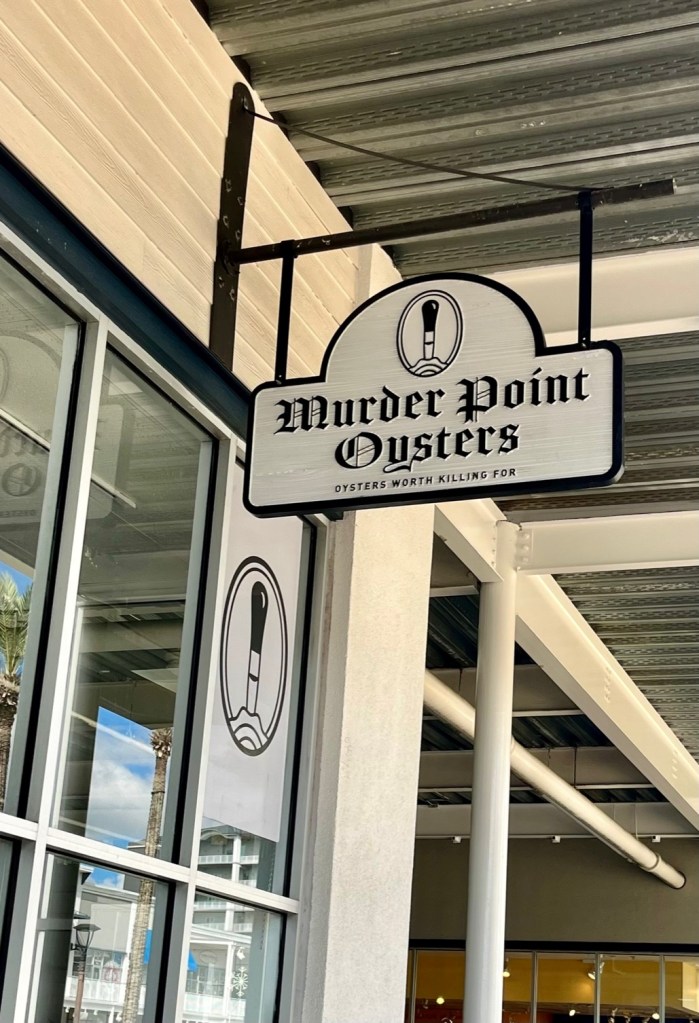 Murder Point
Oysters
OYSTERS WORTH KILLING FOR